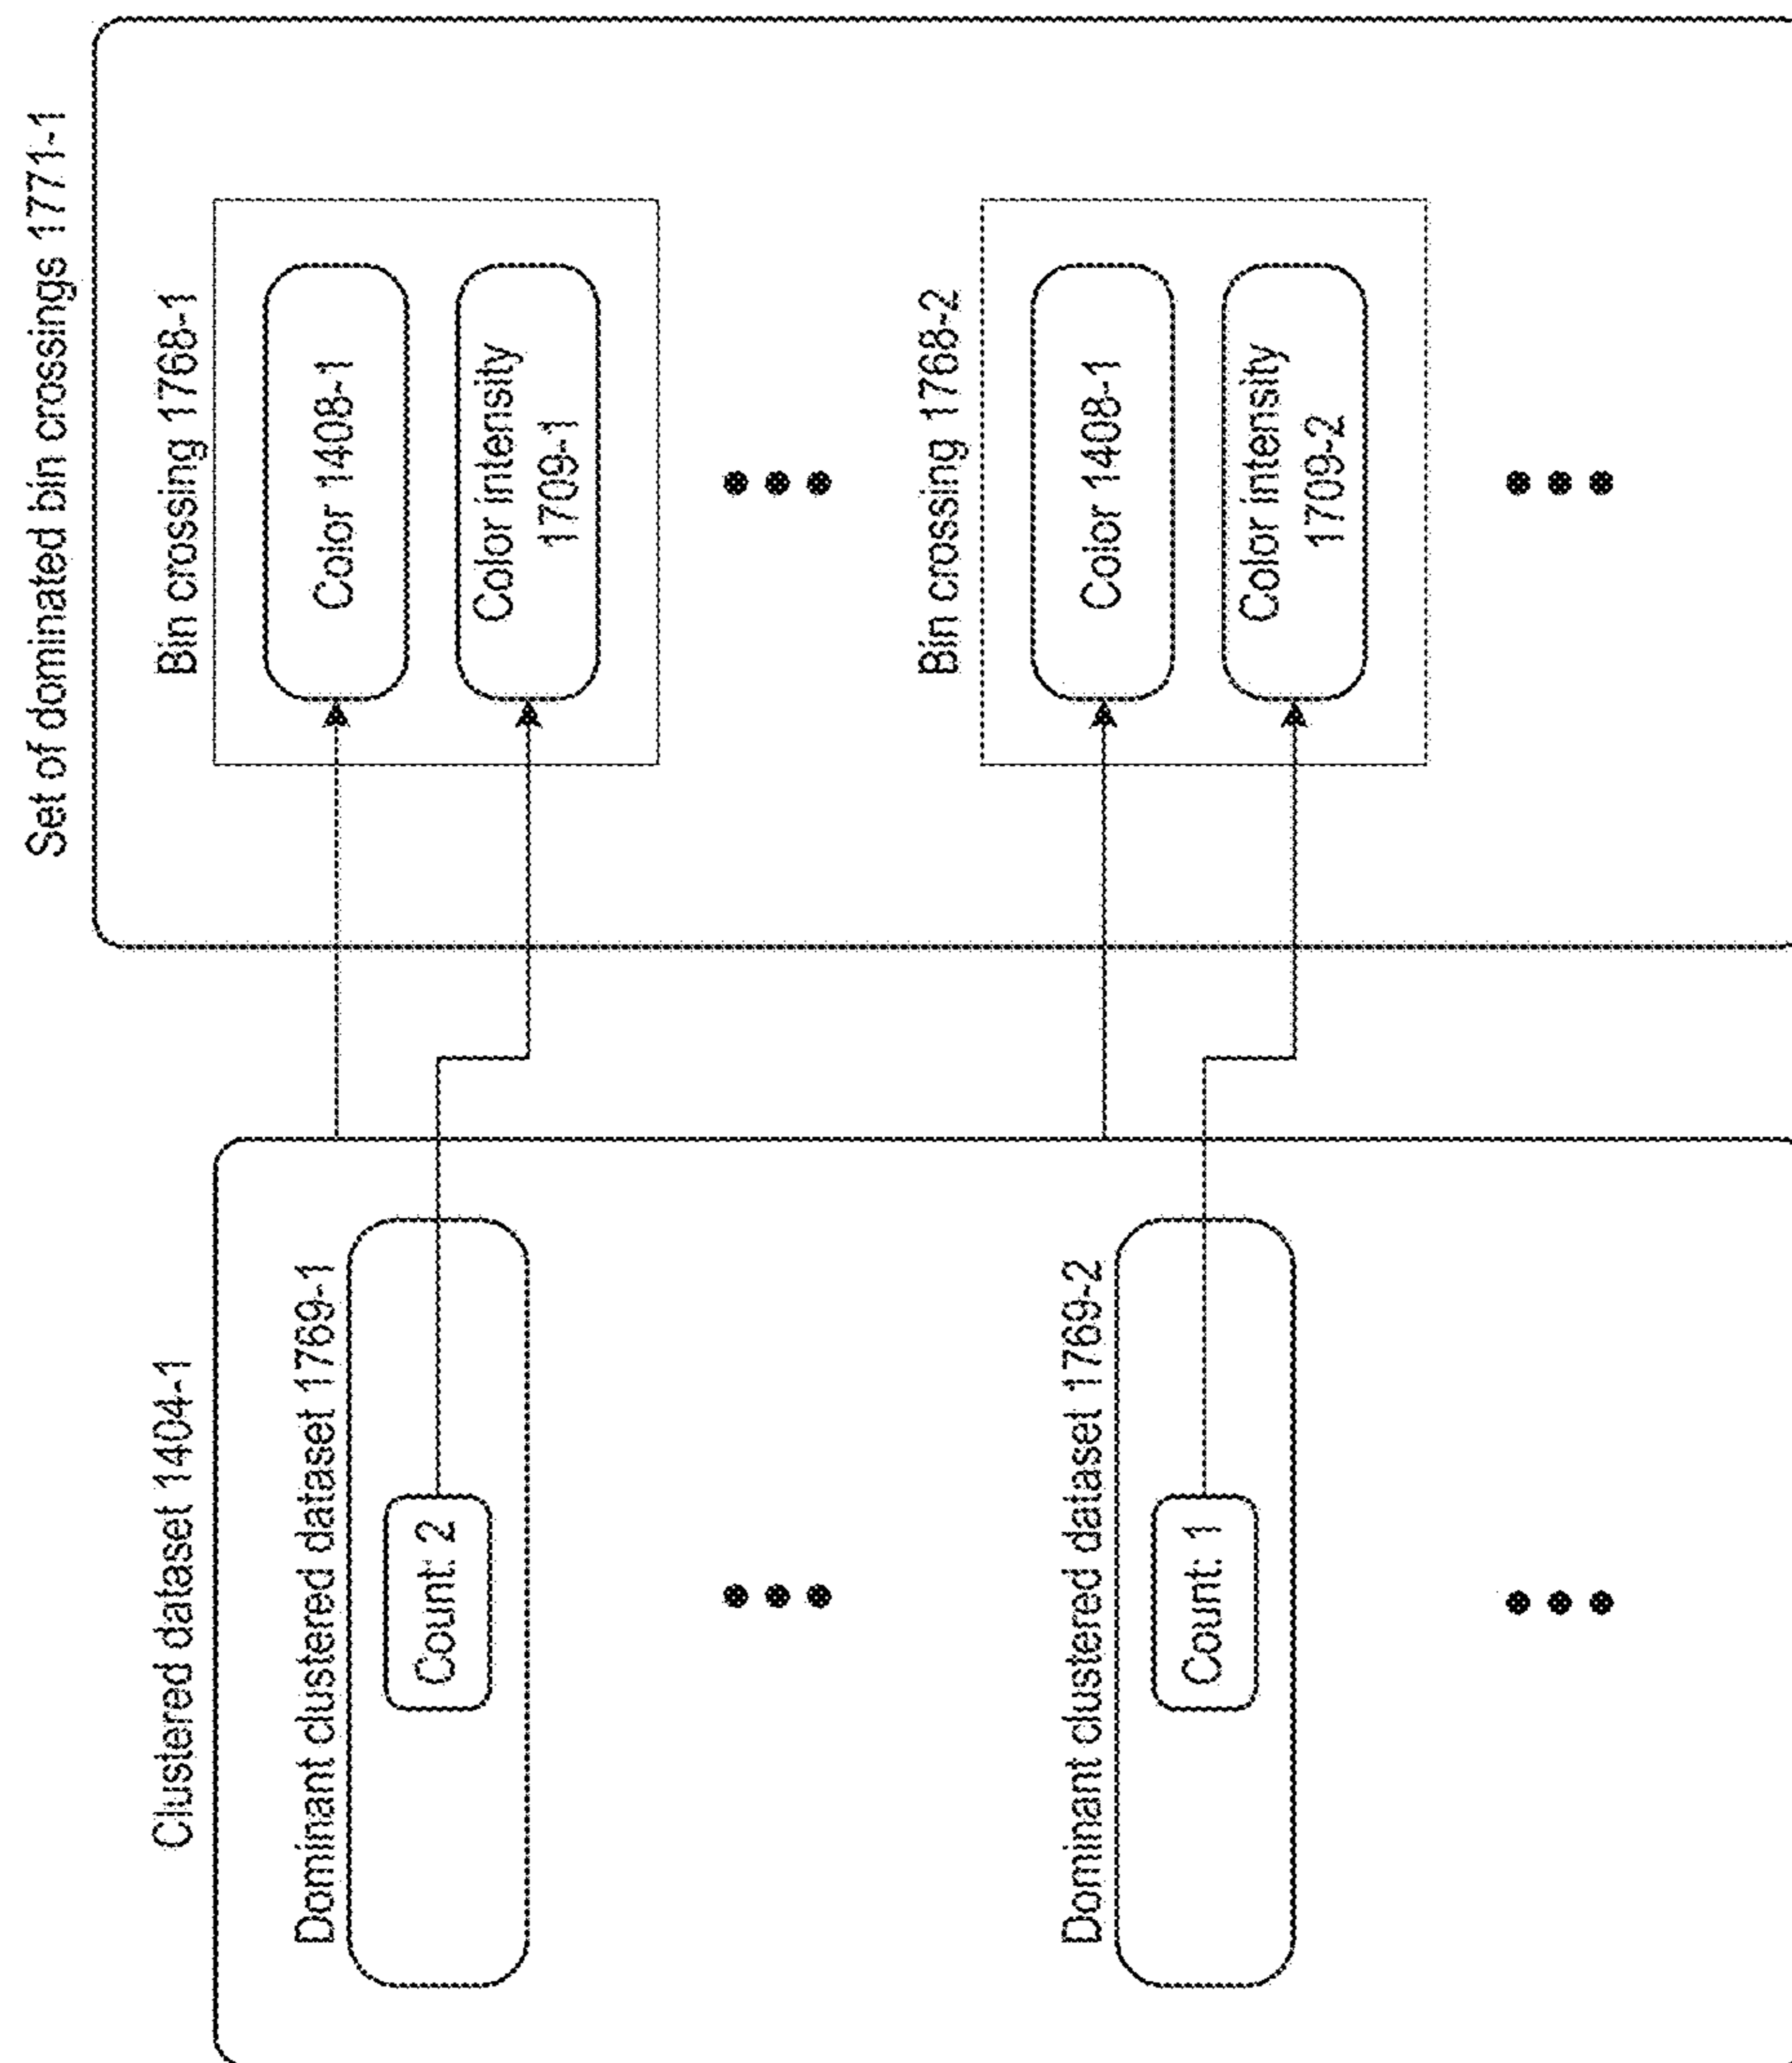 Set of dominated bin crossings 1771-1
Clustered dataset 1404-1
Bin crossing 1768-1
Dominant clustered dataset 1769-1
Color 1408-1
Count: 2
Color intensity
1709-1
Bin crossing 1768-2
Dominant clustered dataset 1769-2
Color 1408-1
Count: 1
Color intensity
1709-2